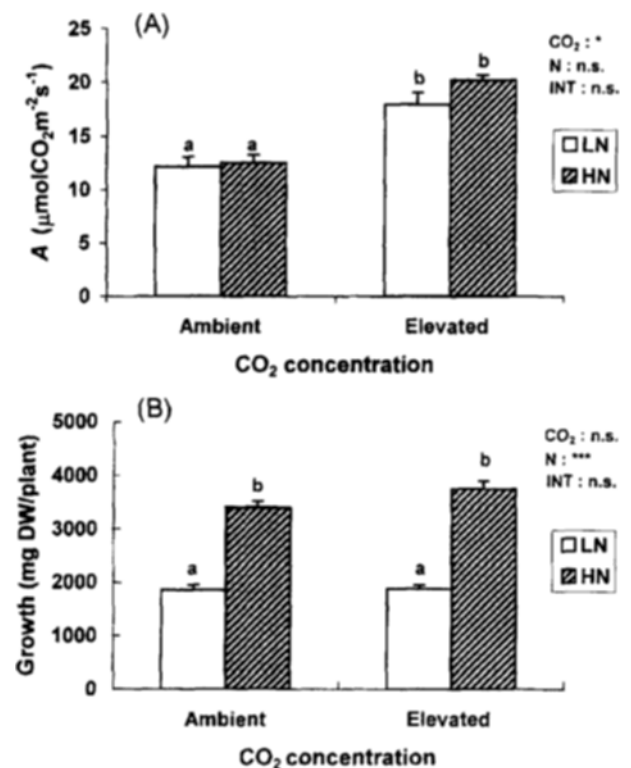 (A)
CO₂ : *
N : n.s.
INT : n.s.
LN
HN
A (μmolCO₂m⁻²s⁻¹)
25
20
15
10
5
0
a
a
b
b
Ambient
Elevated
CO₂ concentration
(B)
CO₂ : n.s.
N : ***
INT : n.s.
LN
HN
Growth (mg DW/plant)
5000
4000
3000
2000
1000
0
a
b
a
b
Ambient
Elevated
CO₂ concentration